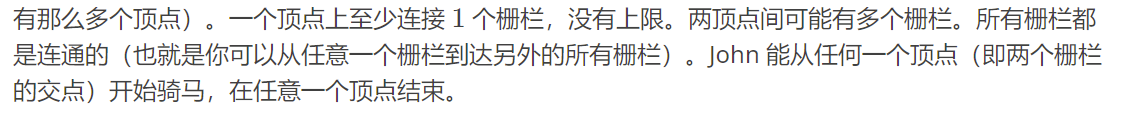 有那么多个顶点）。一个顶点上至少连接 1 个栅栏，没有上限。两顶点间可能有多个栅栏。所有栅栏都
是连通的（也就是你可以从任意一个栅栏到达另外的所有栅栏）。John 能从任何一个顶点（即两个栅栏
的交点）开始骑马，在任意一个顶点结束。